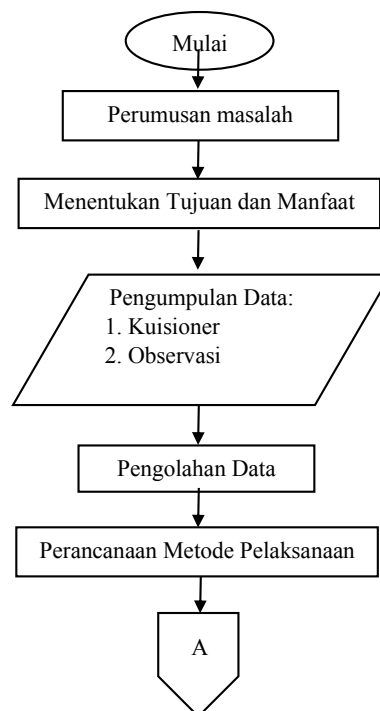 Mulai
Perumusan masalah
Menentukan Tujuan dan Manfaat
Pengumpulan Data:
1. Kuisioner
2. Observasi
Pengolahan Data
Perancanaan Metode Pelaksanaan
A